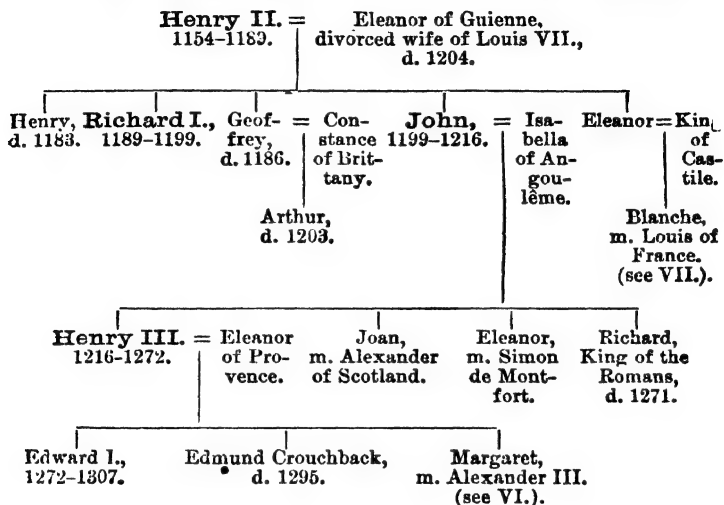 Henry II. = Eleanor of Guienne,
1154–1189. divorced wife of Louis VII.,
d. 1204.
Henry, Richard I., Geof- = Con- John, = Isa- Eleanor = King
d. 1183. 1189–1199. frey, stance 1199–1216. bella of
d. 1186. of Brit- of An- Cas-
tany. gou- tile.
lême.
Arthur, Blanche,
d. 1203. m. Louis of
France.
(see VII.).
Henry III. = Eleanor Joan, Eleanor, Richard,
1216–1272. of Pro- m. Alexander m. Simon King of the
vence. of Scotland. de Mont- Romans,
fort. d. 1271.
Edward I., Edmund Crouchback, Margaret,
1272–1307. d. 1295. m. Alexander III.
(see VI.).